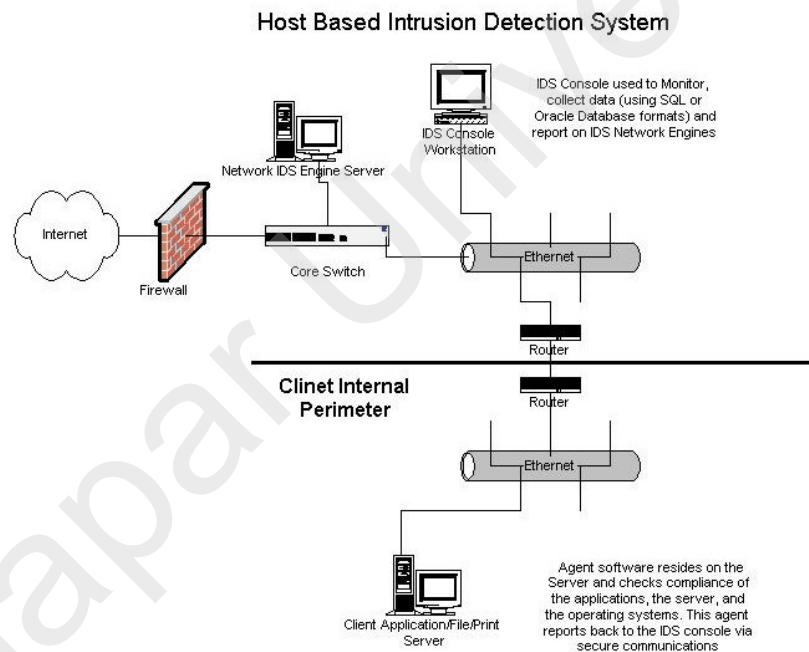 Host Based Intrusion Detection System
IDS Console used to Monitor,
collect data (using SQL or
Oracle Database formats) and
report on IDS Network Engines
IDS Console
Workstation
Network IDS Engine Server
Internet
Firewall
Core Switch
Ethernet
Router
Clinet Internal
Perimeter
Router
Ethernet
Client Application/File/Print
Server
Agent software resides on the
Server and checks compliance of
the applications, the server, and
the operating systems. This agent
reports back to the IDS console via
secure communications